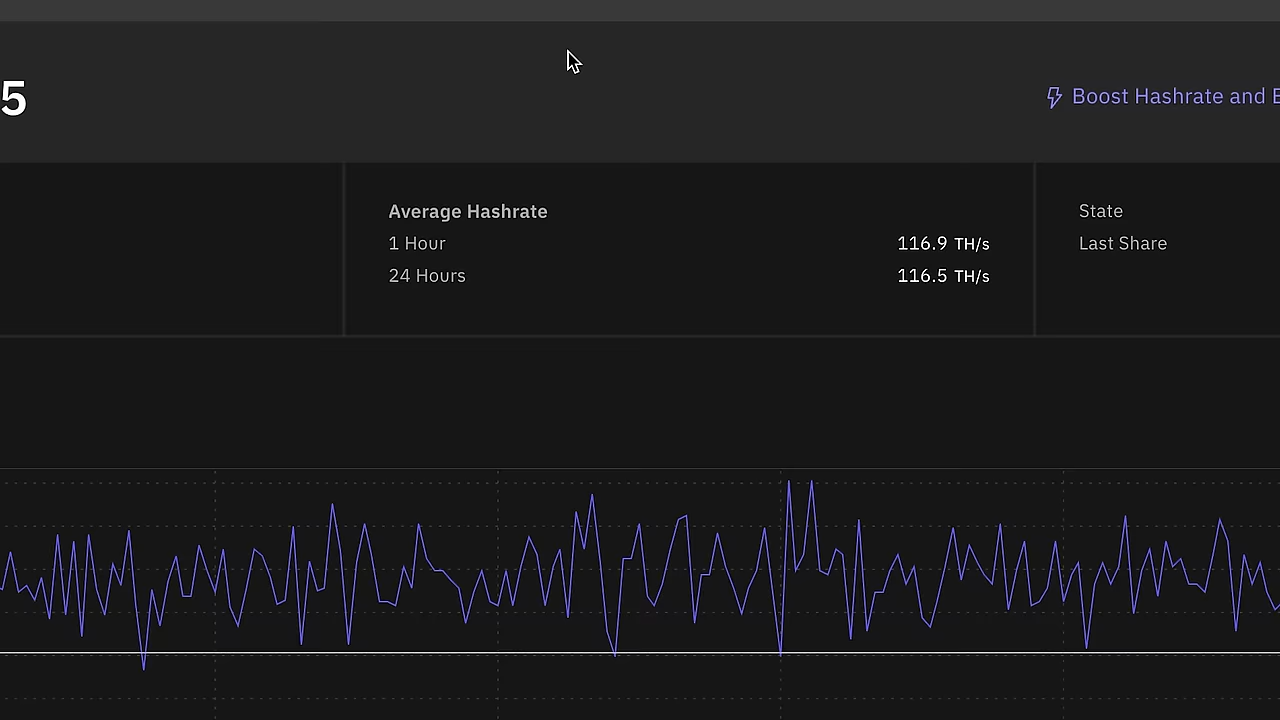 5
Boost Hashrate and
Average Hashrate
1 Hour 116.9 TH/s
24 Hours 116.5 TH/s
State
Last Share